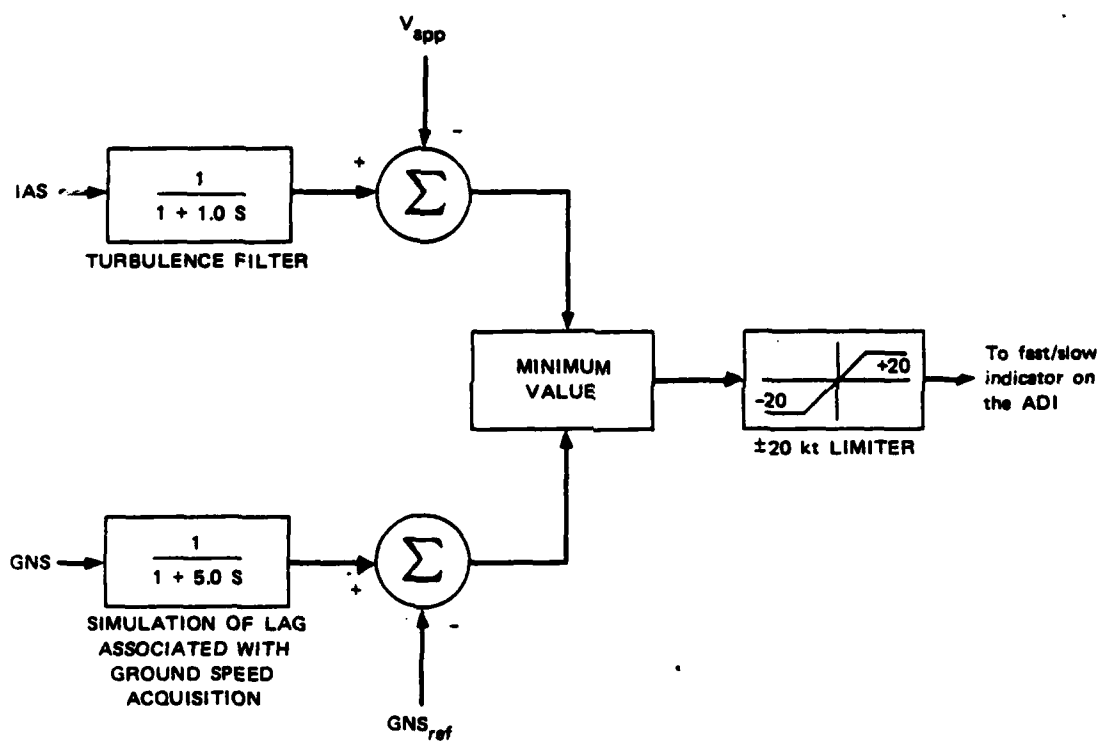 V_app
-
+
Σ
IAS
1
1 + 1.0 S
TURBULENCE FILTER
MINIMUM
VALUE
+20
-20
±20 kt LIMITER
To fast/slow
indicator on
the ADI
GNS
1
1 + 5.0 S
+
Σ
-
SIMULATION OF LAG
ASSOCIATED WITH
GROUND SPEED
ACQUISITION
GNS_ref